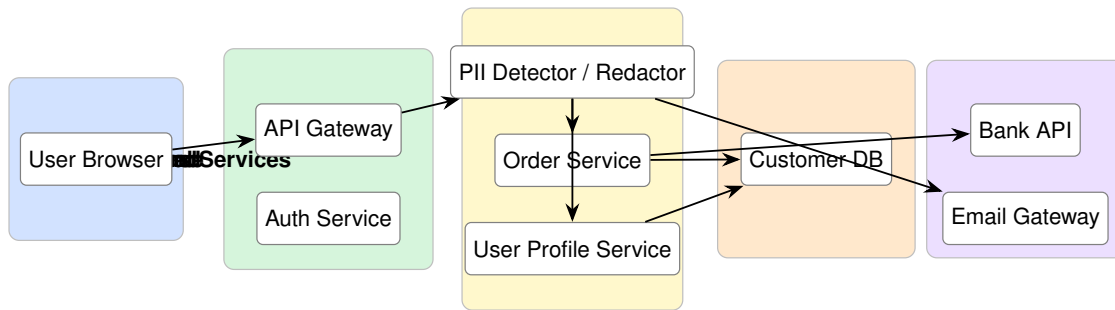 User Browser
Services
API Gateway
Auth Service
PII Detector / Redactor
Order Service
User Profile Service
Customer DB
Bank API
Email Gateway